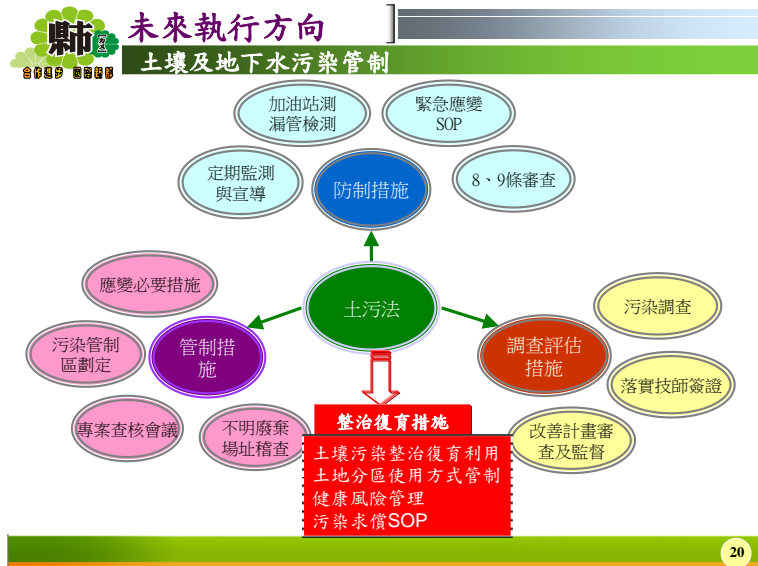 縣市
合作進步 國際新都
未來執行方向
土壤及地下水污染管制
加油站測
漏管檢測
緊急應變
SOP
定期監測
與宣導
防制措施
8、9條審查
應變必要措施
土污法
污染調查
污染管制
區劃定
管制措
施
調查評估
措施
落實技師簽證
專案查核會議
不明廢棄
場址稽查
整治復育措施
土壤污染整治復育利用
土地分區使用方式管制
健康風險管理
污染求償SOP
改善計畫審
查及監督
20